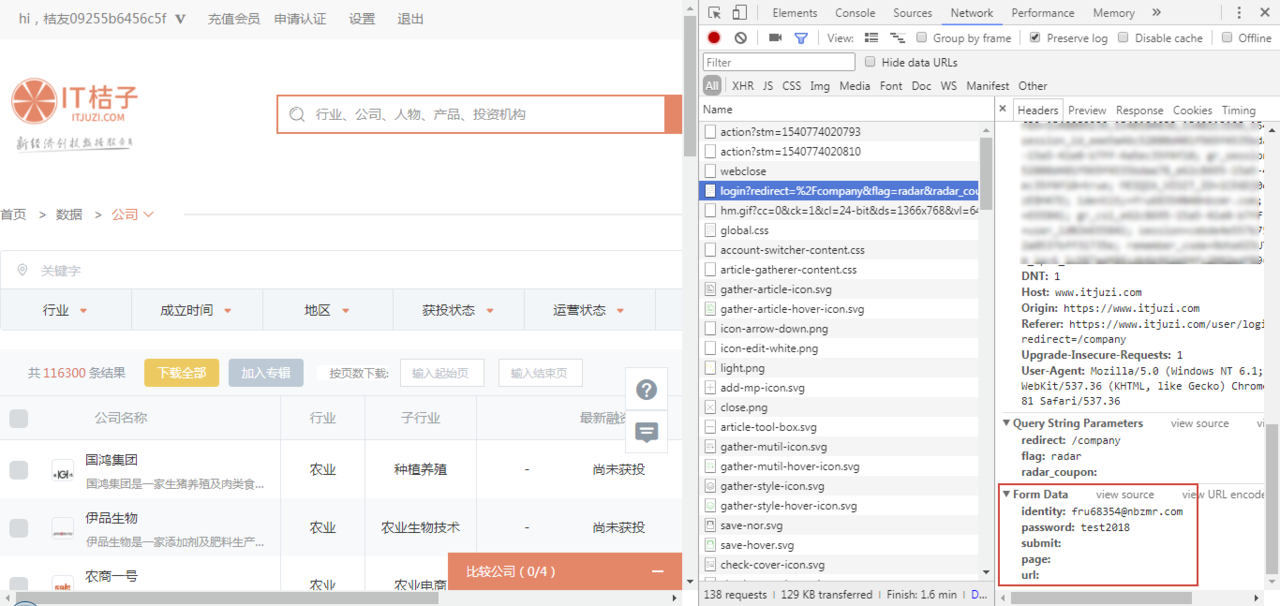 hi，桔友09255b6456c5f V 充值会员 申请认证 设置 退出
IT桔子
ITJUZI.COM
新经济创投数据服务商
行业、公司、人物、产品、投资机构
首页 > 数据 > 公司
关键字
行业 成立时间 地区 获投状态 运营状态
共 116300 条结果 下载全部 加入专辑 按页数下载: 输入起始页 输入结束页
公司名称 行业 子行业 最新融
国鸿集团 农业 种植养殖 - 尚未获投
国鸿集团是一家生猪养殖及肉类食...
伊品生物 农业 农业生物技术 - 尚未获投
伊品生物是一家添加剂及肥料生产...
农商一号 农业 农业电商
比较公司 ( 0/4 )
Elements Console Sources Network Performance Memory »
View: Group by frame Preserve log Disable cache Offline
Filter Hide data URLs
All XHR JS CSS Img Media Font Doc WS Manifest Other
Name
action?stm=1540774020793
action?stm=1540774020810
webclose
login?redirect=%2Fcompany&flag=radar&radar_cou
hm.gif?cc=0&ck=1&cl=24-bit&ds=1366x768&vl=64
global.css
account-switcher-content.css
article-gatherer-content.css
gather-article-icon.svg
gather-article-hover-icon.svg
icon-arrow-down.png
icon-edit-white.png
light.png
add-mp-icon.svg
close.png
article-tool-box.svg
gather-mutil-icon.svg
gather-mutil-hover-icon.svg
gather-style-icon.svg
gather-style-hover-icon.svg
save-nor.svg
save-hover.svg
check-cover-icon.svg
138 requests | 129 KB transferred | Finish: 1.6 min | D...
× Headers Preview Response Cookies Timing
DNT: 1
Host: www.itjuzi.com
Origin: https://www.itjuzi.com
Referer: https://www.itjuzi.com/user/logi
redirect=/company
Upgrade-Insecure-Requests: 1
User-Agent: Mozilla/5.0 (Windows NT 6.1;
WebKit/537.36 (KHTML, like Gecko) Chrom
81 Safari/537.36
Query String Parameters view source vi
redirect: /company
flag: radar
radar_coupon:
Form Data view source view URL encode
identity: fru68354@nbzmr.com
password: test2018
submit:
page:
url: